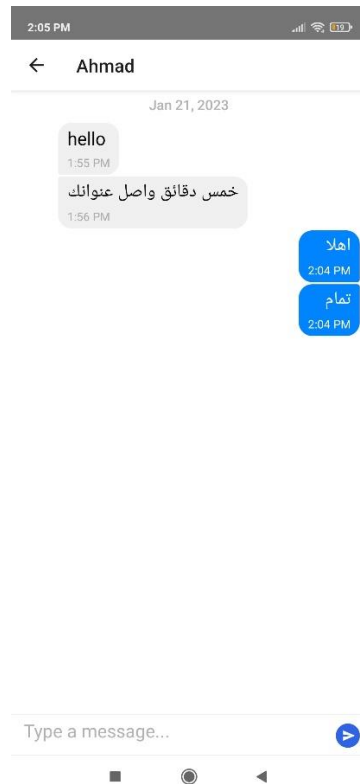 2:05 PM
19
Ahmad
Jan 21, 2023
hello
1:55 PM
خمس دقائق واصل عنوانك
1:56 PM
اهلا
2:04 PM
تمام
2:04 PM
Type a message...